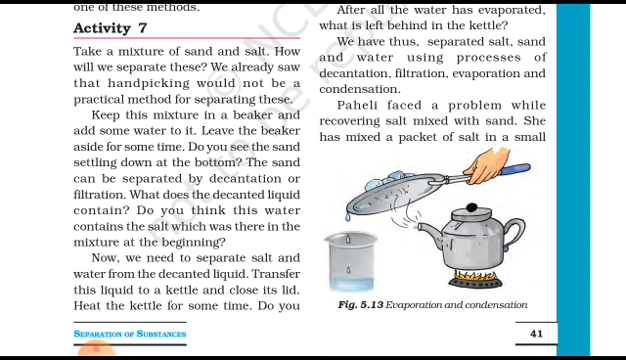 one of these methods.
Activity 7
Take a mixture of sand and salt. How
will we separate these? We already saw
that handpicking would not be a
practical method for separating these.
Keep this mixture in a beaker and
add some water to it. Leave the beaker
aside for some time. Do you see the sand
settling down at the bottom? The sand
can be separated by decantation or
filtration. What does the decanted liquid
contain? Do you think this water
contains the salt which was there in the
mixture at the beginning?
Now, we need to separate salt and
water from the decanted liquid. Transfer
this liquid to a kettle and close its lid.
Heat the kettle for some time. Do you
After all the water has evaporated,
what is left behind in the kettle?
We have thus, separated salt, sand
and water using processes of
decantation, filtration, evaporation and
condensation.
Paheli faced a problem while
recovering salt mixed with sand. She
has mixed a packet of salt in a small
Fig. 5.13 Evaporation and condensation
SEPARATION OF SUBSTANCES
41